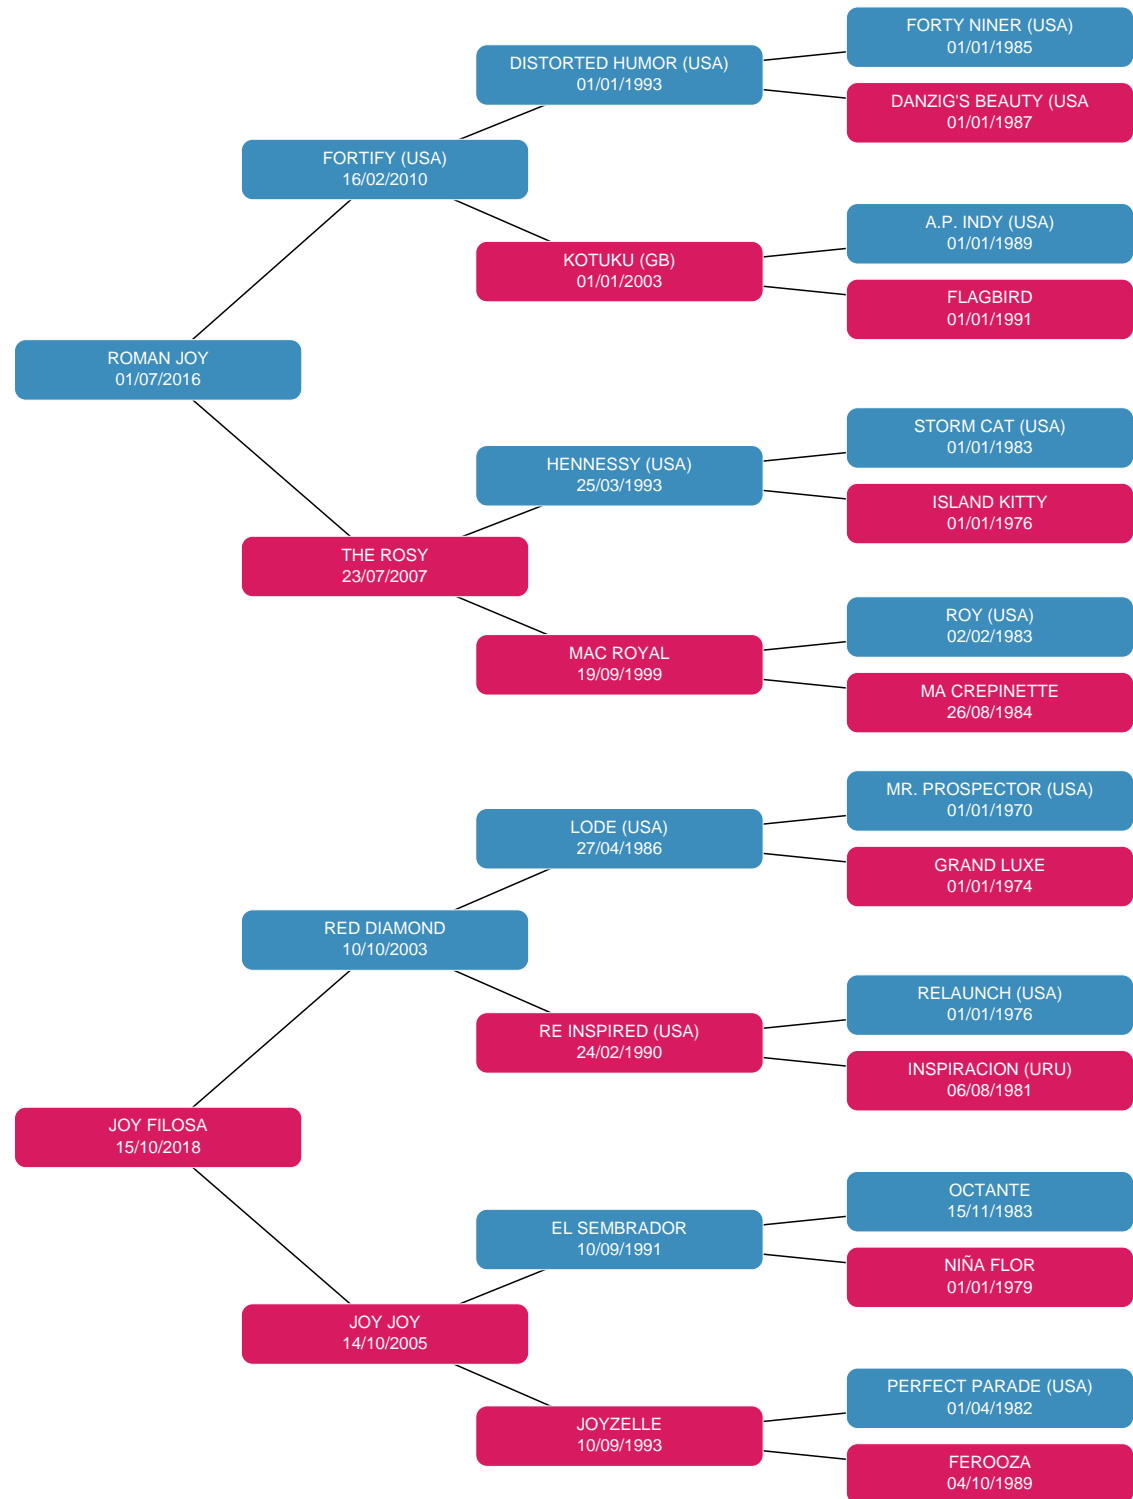 FORTY NINER (USA)
01/01/1985
DISTORTED HUMOR (USA)
01/01/1993
DANZIG'S BEAUTY (USA
01/01/1987
FORTIFY (USA)
16/02/2010
A.P. INDY (USA)
01/01/1989
KOTUKU (GB)
01/01/2003
FLAGBIRD
01/01/1991
ROMAN JOY
01/07/2016
STORM CAT (USA)
01/01/1983
HENNESSY (USA)
25/03/1993
ISLAND KITTY
01/01/1976
THE ROSY
23/07/2007
ROY (USA)
02/02/1983
MAC ROYAL
19/09/1999
MA CREPINETTE
26/08/1984
MR. PROSPECTOR (USA)
01/01/1970
LODE (USA)
27/04/1986
GRAND LUXE
01/01/1974
RED DIAMOND
10/10/2003
RELAUNCH (USA)
01/01/1976
RE INSPIRED (USA)
24/02/1990
INSPIRACION (URU)
06/08/1981
JOY FILOSA
15/10/2018
OCTANTE
15/11/1983
EL SEMBRADOR
10/09/1991
NIÑA FLOR
01/01/1979
JOY JOY
14/10/2005
PERFECT PARADE (USA)
01/04/1982
JOYZELLE
10/09/1993
FEROOZA
04/10/1989